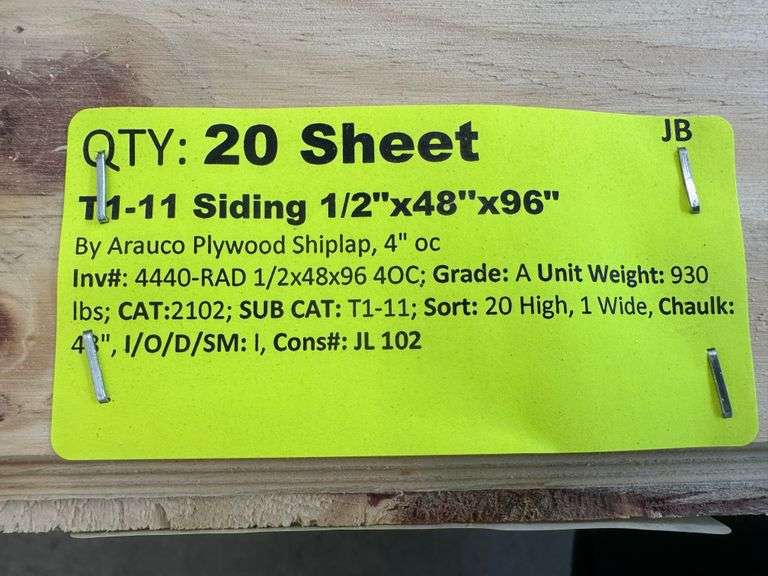 QTY: 20 Sheet
JB
T1-11 Siding 1/2"x48"x96"
By Arauco Plywood Shiplap, 4" oc
Inv#: 4440-RAD 1/2x48x96 4OC; Grade: A Unit Weight: 930
lbs; CAT:2102; SUB CAT: T1-11; Sort: 20 High, 1 Wide, Chaulk:
48", I/O/D/SM: I, Cons#: JL 102